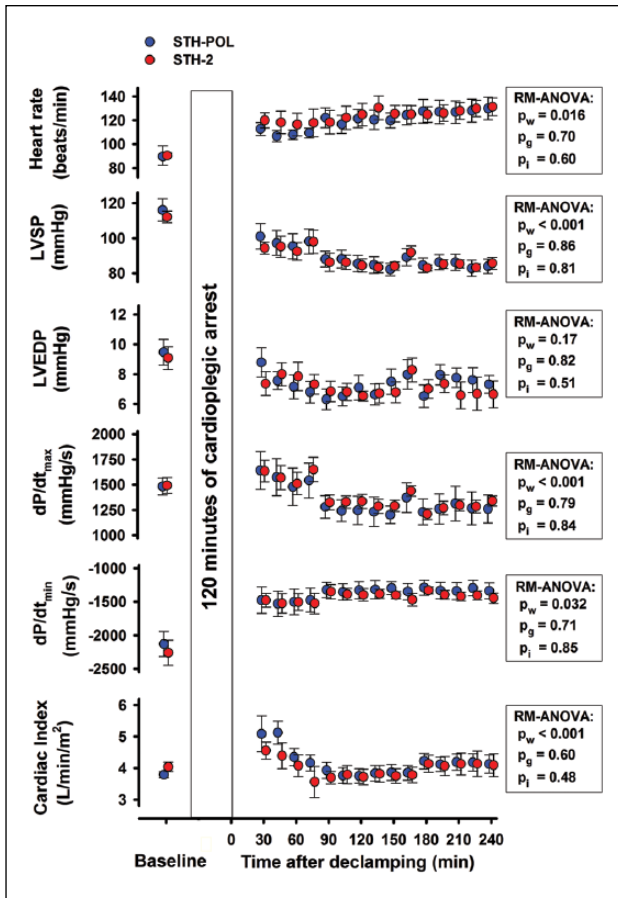 STH-POL
STH-2
Heart rate
(beats/min)
140
120
100
80
RM-ANOVA:
pw = 0.016
pg = 0.70
pi = 0.60
LVSP
(mmHg)
120
100
80
RM-ANOVA:
pw < 0.001
pg = 0.86
pi = 0.81
LVEDP
(mmHg)
12
10
8
6
RM-ANOVA:
pw = 0.17
pg = 0.82
pi = 0.51
dP/dtmax
(mmHg/s)
2000
1750
1500
1250
1000
RM-ANOVA:
pw < 0.001
pg = 0.79
pi = 0.84
dP/dtmin
(mmHg/s)
-1000
-1500
-2000
-2500
RM-ANOVA:
pw = 0.032
pg = 0.71
pi = 0.85
Cardiac Index
(L/min/m²)
6
5
4
3
RM-ANOVA:
pw < 0.001
pg = 0.60
pi = 0.48
120 minutes of cardioplegic arrest
0 30 60 90 120 150 180 210 240
Baseline
Time after declamping (min)